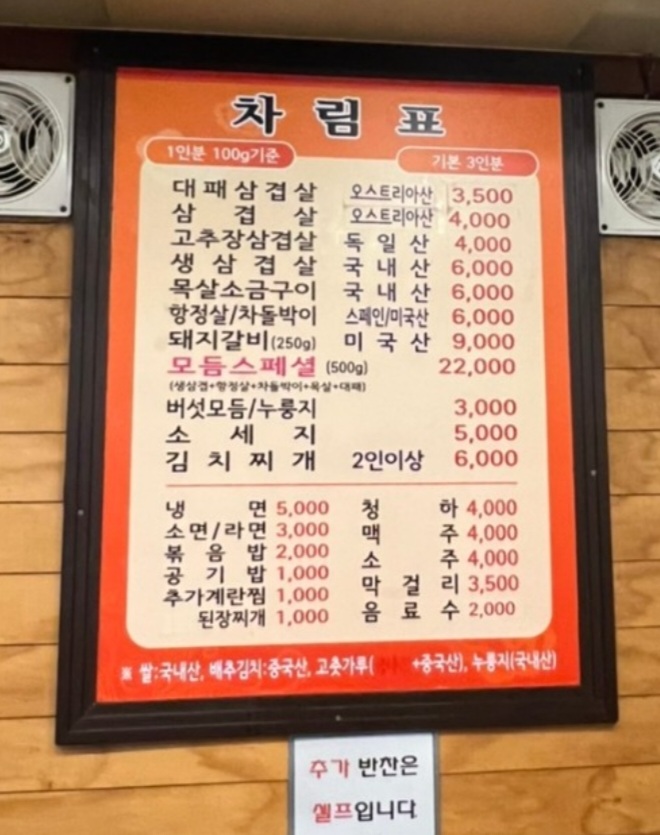 차림표
1인분 100g기준
기본 3인분
대패삼겹살 오스트리아산 3,500
삼겹살 오스트리아산 4,000
고추장삼겹살 독일산 4,000
생삼겹살 국내산 6,000
목살소금구이 국내산 6,000
항정살/차돌박이 스페인/미국산 6,000
돼지갈비(250g) 미국산 9,000
모듬스페셜 (500g) 22,000
(생삼겹+항정살+차돌박이+목살+대패)
버섯모듬/누룽지 3,000
소세지 5,000
김치찌개 2인이상 6,000
냉면 5,000
소면/라면 3,000
볶음밥 2,000
공기밥 1,000
추가계란찜 1,000
된장찌개 1,000
청하 4,000
맥주 4,000
소주 4,000
막걸리 3,500
음료수 2,000
※ 쌀:국내산, 배추김치:중국산, 고춧가루( +중국산), 누룽지(국내산)
추가 반찬은
셀프입니다